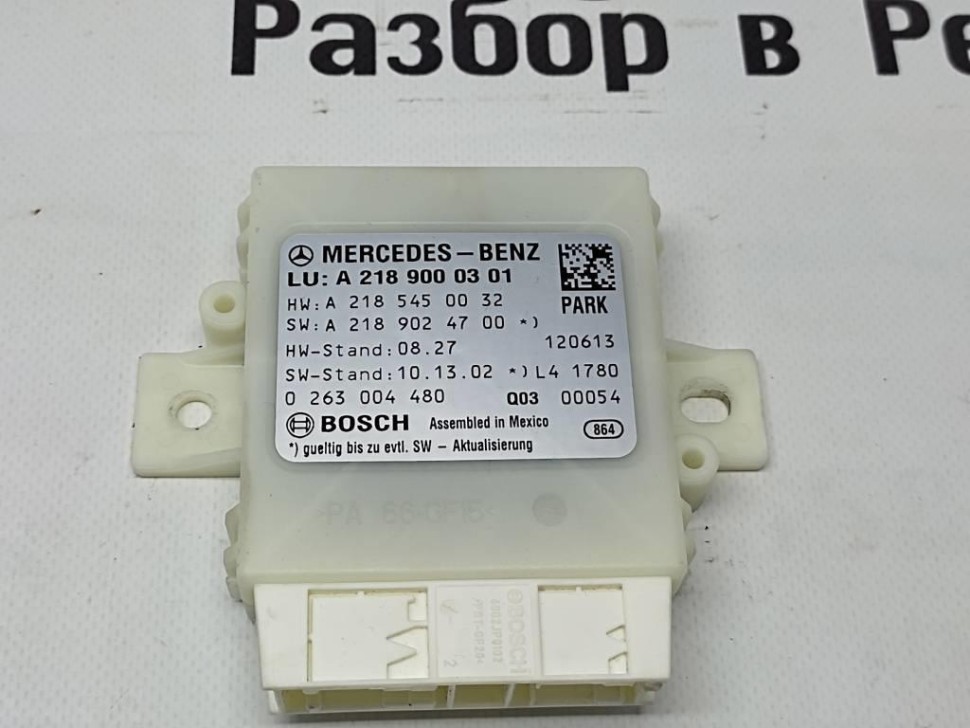 Разбор в Ре
MERCEDES-BENZ
LU: A 218 900 03 01
HW: A 218 545 00 32
PARK
SW: A 218 902 47 00 *)
HW-Stand: 08.27 120613
SW-Stand: 10.13.02 *) L4 1780
0 263 004 480 Q03 00054
BOSCH Assembled in Mexico 864
*) gueltig bis zu evtl. SW - Aktualisierung
BOSCH